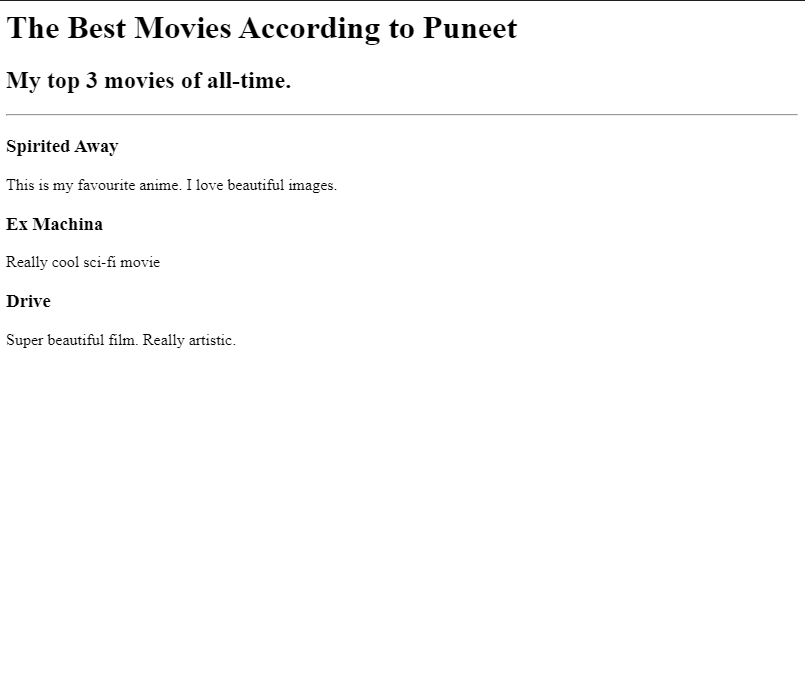 The Best Movies According to Puneet
My top 3 movies of all-time.
Spirited Away
This is my favourite anime. I love beautiful images.
Ex Machina
Really cool sci-fi movie
Drive
Super beautiful film. Really artistic.